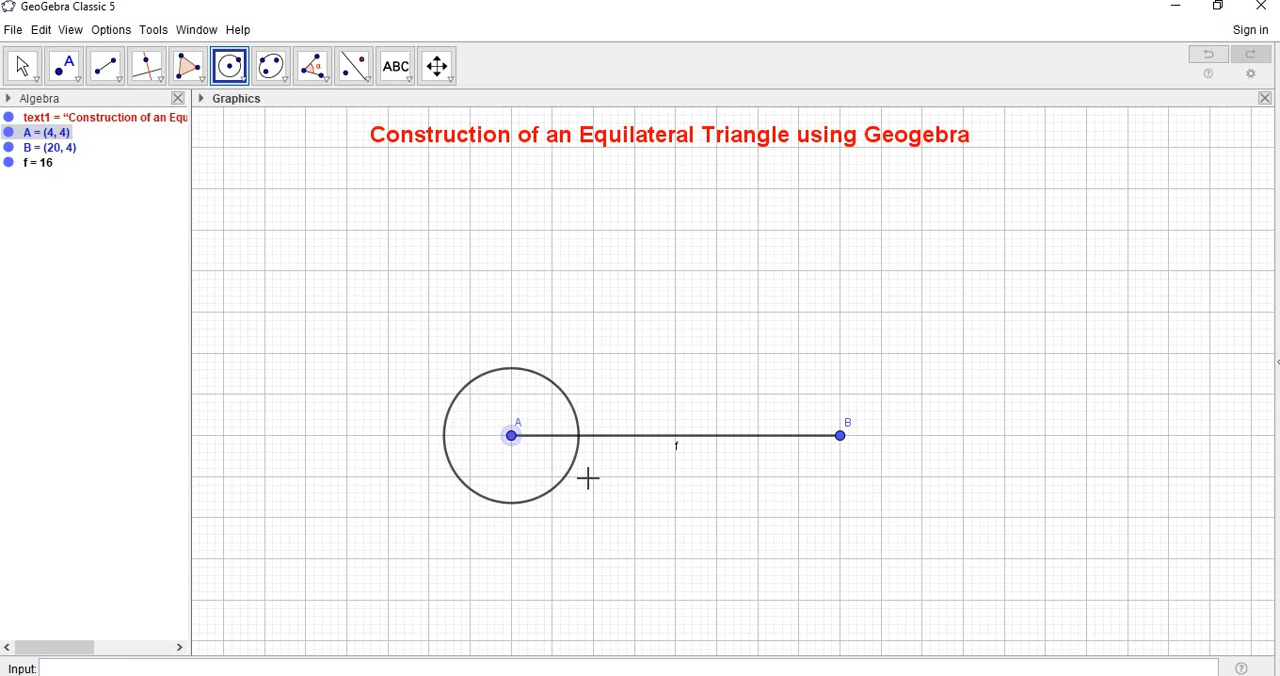 GeoGebra Classic 5
File Edit View Options Tools Window Help
Sign in
A
α
ABC
Algebra
Graphics
text1 = “Construction of an Equ
A = (4, 4)
B = (20, 4)
f = 16
Construction of an Equilateral Triangle using Geogebra
A
B
f
Input: